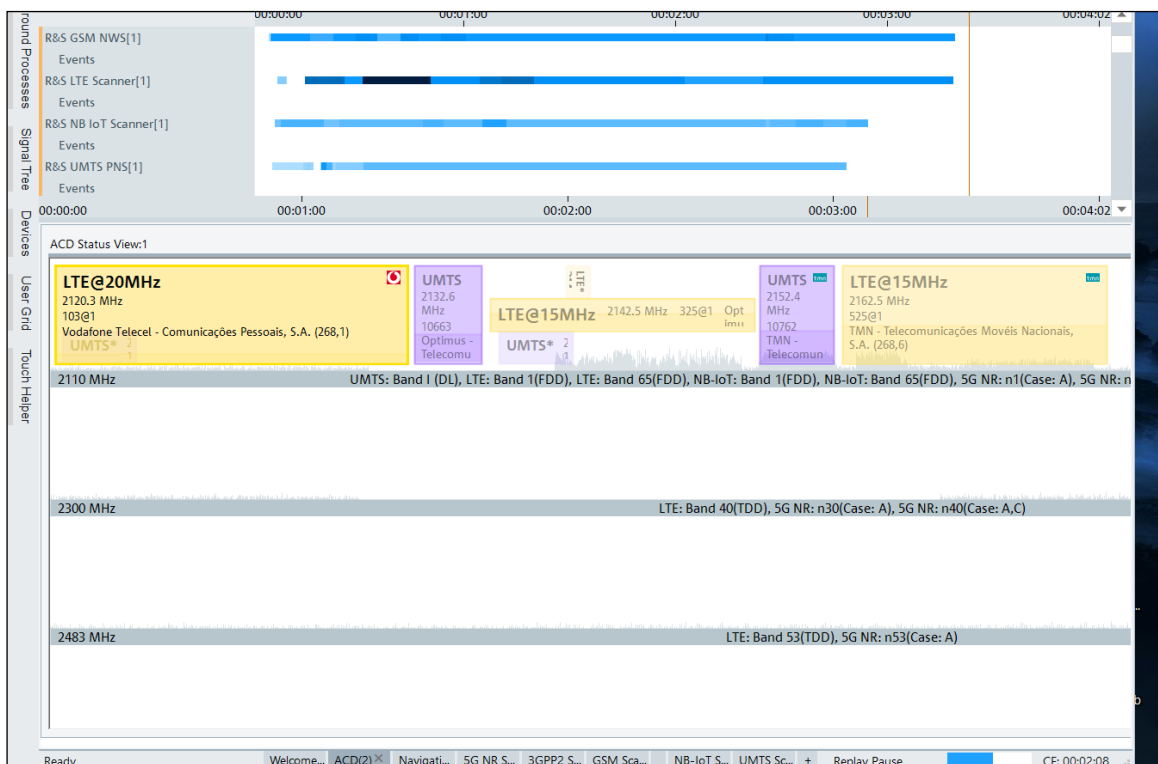 00:00:00 00:01:00 00:02:00 00:03:00 00:04:02
round Processes
Signal Tree
Devices
User Grid
Touch Helper
R&S GSM NWS[1]
Events
R&S LTE Scanner[1]
Events
R&S NB IoT Scanner[1]
Events
R&S UMTS PNS[1]
Events
00:00:00 00:01:00 00:02:00 00:03:00 00:04:02
ACD Status View:1
LTE@20MHz
2120.3 MHz
103@1
Vodafone Telecel - Comunicações Pessoais, S.A. (268,1)
UMTS* 2
1
UMTS
2132.6
MHz
10663
Optimus -
Telecomu
LTE*
LTE@15MHz 2142.5 MHz 325@1 Opt
imu
UMTS* 2
1
UMTS tmn
2152.4
MHz
10762
TMN -
Telecomun
LTE@15MHz tmn
2162.5 MHz
525@1
TMN - Telecomunicações Movéis Nacionais,
S.A. (268,6)
2110 MHz UMTS: Band I (DL), LTE: Band 1(FDD), LTE: Band 65(FDD), NB-IoT: Band 1(FDD), NB-IoT: Band 65(FDD), 5G NR: n1(Case: A), 5G NR: n
2300 MHz LTE: Band 40(TDD), 5G NR: n30(Case: A), 5G NR: n40(Case: A,C)
2483 MHz LTE: Band 53(TDD), 5G NR: n53(Case: A)
Ready Welcome... ACD(2) × Navigati... 5G NR S... 3GPP2 S... GSM Sca... NB-IoT S... UMTS Sc... + Replay Pause CF: 00:02:08